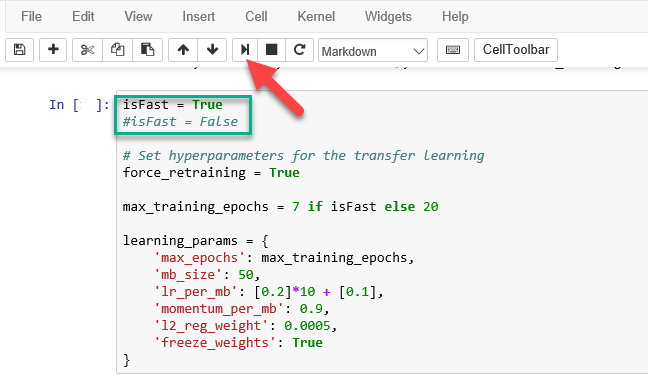 File Edit View Insert Cell Kernel Widgets Help
Markdown CellToolbar
In [ ]: isFast = True
#isFast = False
# Set hyperparameters for the transfer learning
force_retraining = True
max_training_epochs = 7 if isFast else 20
learning_params = {
'max_epochs': max_training_epochs,
'mb_size': 50,
'lr_per_mb': [0.2]*10 + [0.1],
'momentum_per_mb': 0.9,
'l2_reg_weight': 0.0005,
'freeze_weights': True
}